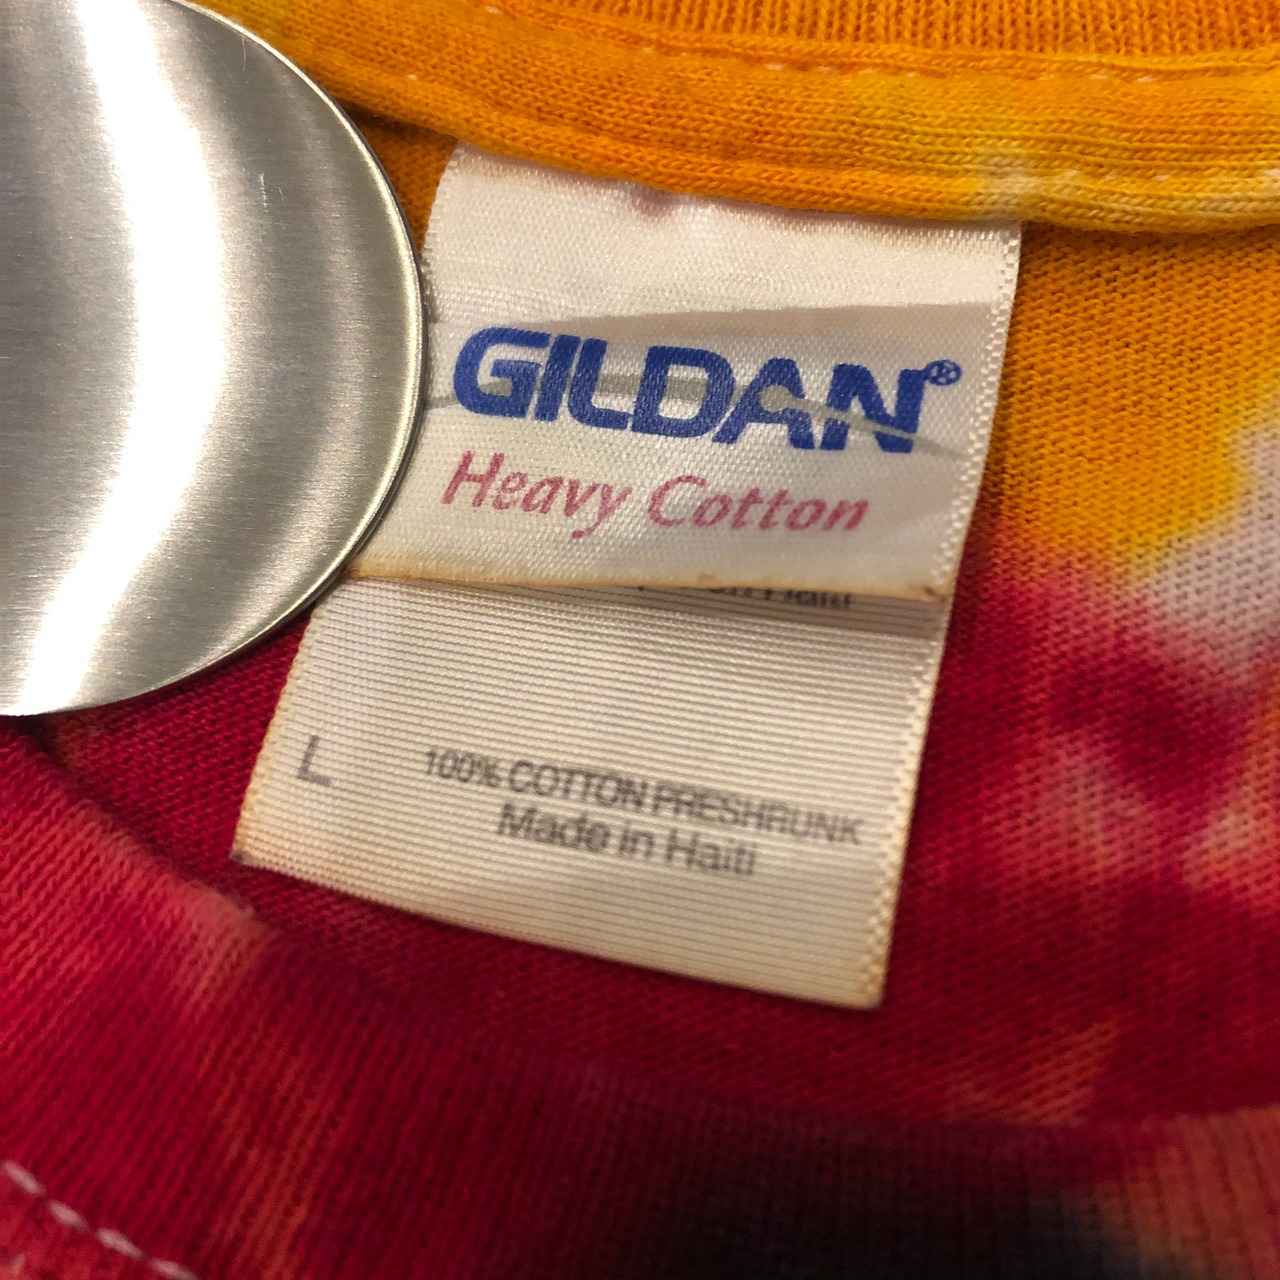 GILDAN®
Heavy Cotton
L
100% COTTON PRESHRUNK
Made in Haiti